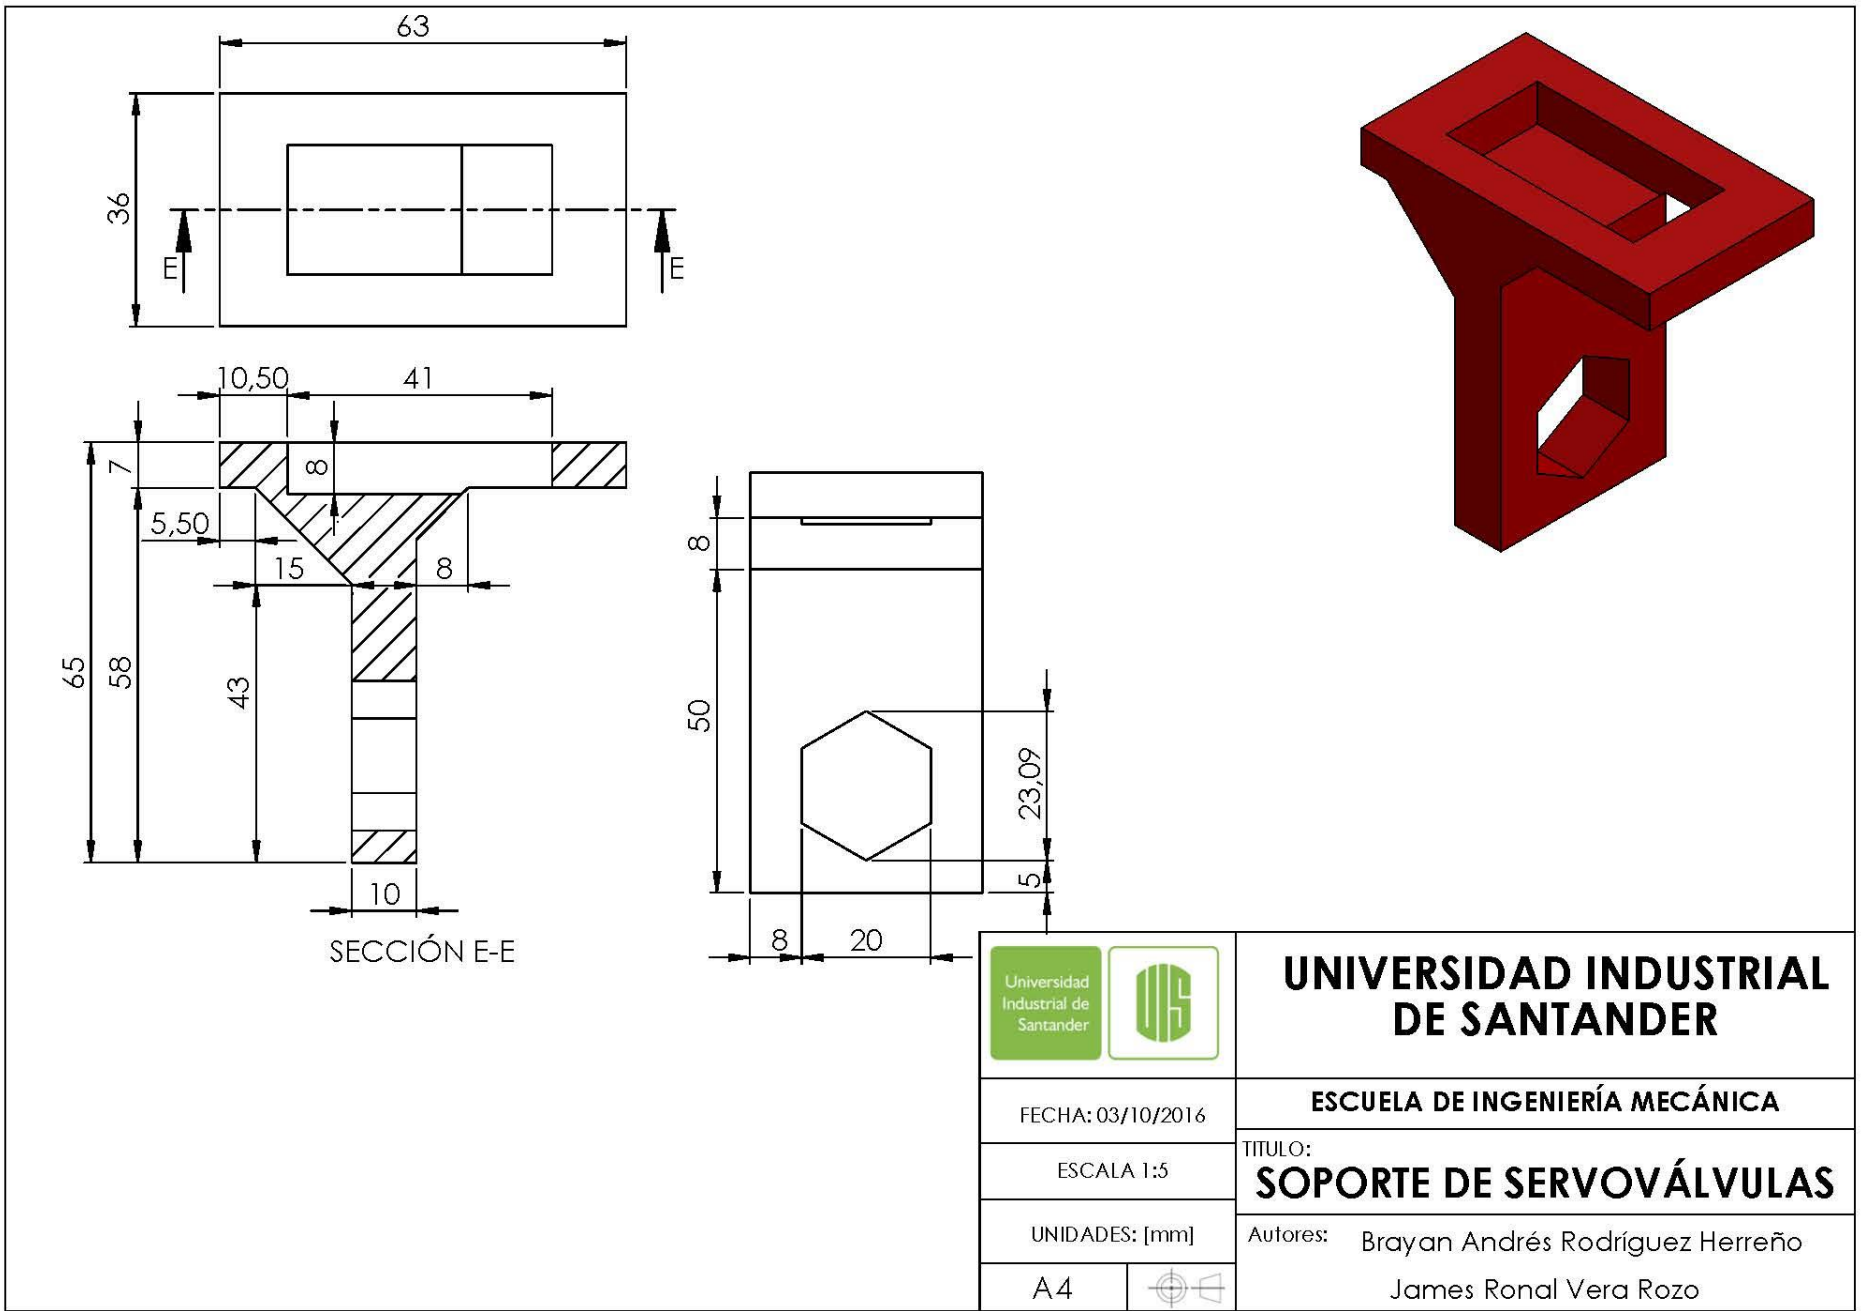 63
36
E
E
10,50
41
7
8
5,50
15
8
65
58
43
10
SECCIÓN E-E
8
50
23,09
5
8
20
Universidad
Industrial de
Santander
UIS
UNIVERSIDAD INDUSTRIAL
DE SANTANDER
FECHA: 03/10/2016
ESCUELA DE INGENIERÍA MECÁNICA
ESCALA 1:5
TITULO:
SOPORTE DE SERVOVÁLVULAS
UNIDADES: [mm]
Autores: Brayan Andrés Rodríguez Herreño
James Ronal Vera Rozo
A4